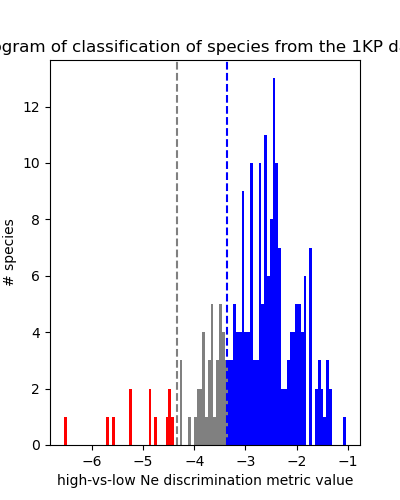 ogram of classification of species from the 1KP d
# species
12
10
8
6
4
2
0
−6 −5 −4 −3 −2 −1
high-vs-low Ne discrimination metric value